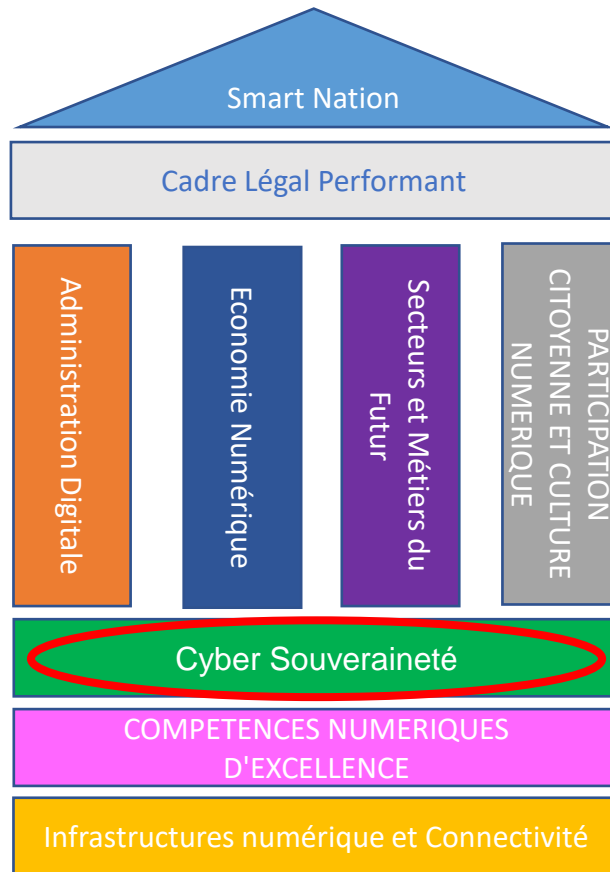 Smart Nation
Cadre Légal Performant
Administration Digitale
Economie Numérique
Secteurs et Métiers du
Futur
PARTICIPATION
CITOYENNE ET CULTURE
NUMERIQUE
Cyber Souveraineté
COMPETENCES NUMERIQUES
D'EXCELLENCE
Infrastructures numérique et Connectivité